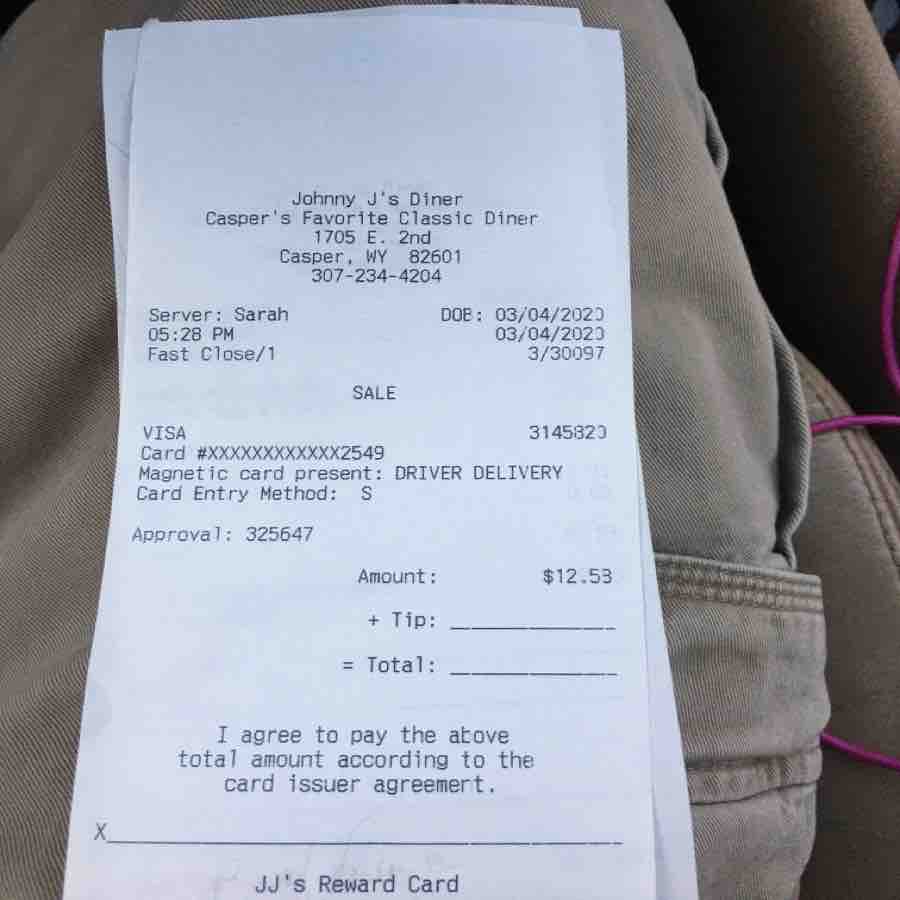 Johnny J's Diner
Casper's Favorite Classic Diner
1705 E. 2nd
Casper, WY 82601
307-234-4204
Server: Sarah DOB: 03/04/2020
05:28 PM 03/04/2020
Fast Close/1 3/30097
SALE
VISA 3145820
Card #XXXXXXXXXXXX2549
Magnetic card present: DRIVER DELIVERY
Card Entry Method: S
Approval: 325647
Amount: $12.53
+ Tip:
= Total:
I agree to pay the above
total amount according to the
card issuer agreement.
X
JJ's Reward Card